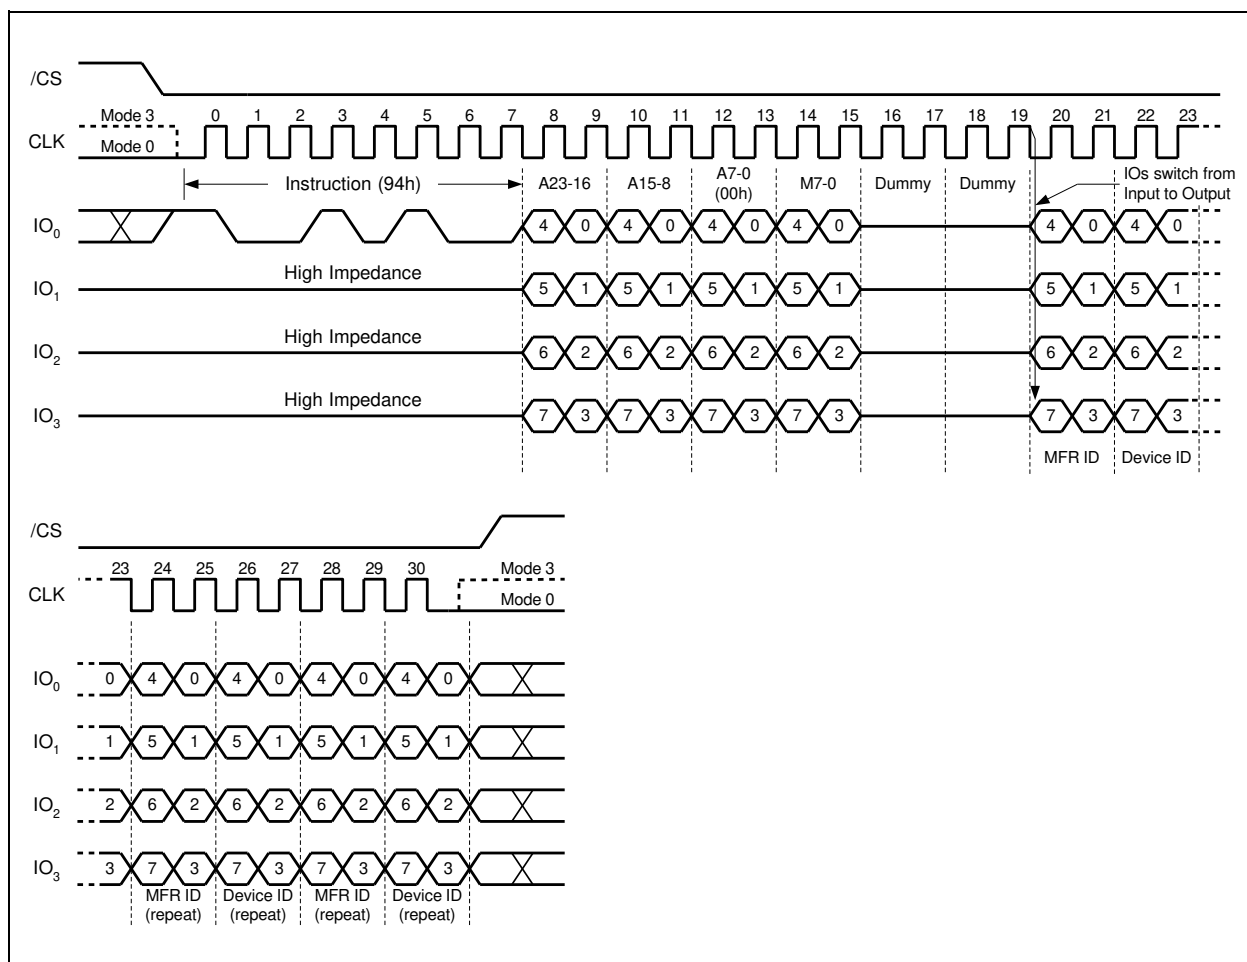 /CS
Mode 3 0 1 2 3 4 5 6 7 8 9 10 11 12 13 14 15 16 17 18 19 20 21 22 23
CLK Mode 0
Instruction (94h) A23-16 A15-8 A7-0 (00h) M7-0 Dummy Dummy
IOs switch from
Input to Output
IO0 4 0 4 0 4 0 4 0 4 0 4 0
High Impedance
IO1 5 1 5 1 5 1 5 1 5 1 5 1
High Impedance
IO2 6 2 6 2 6 2 6 2 6 2 6 2
High Impedance
IO3 7 3 7 3 7 3 7 3 7 3 7 3
MFR ID Device ID
/CS
23 24 25 26 27 28 29 30 Mode 3
CLK Mode 0
IO0 0 4 0 4 0 4 0 4 0
IO1 1 5 1 5 1 5 1 5 1
IO2 2 6 2 6 2 6 2 6 2
IO3 3 7 3 7 3 7 3 7 3
MFR ID Device ID MFR ID Device ID
(repeat) (repeat) (repeat) (repeat)